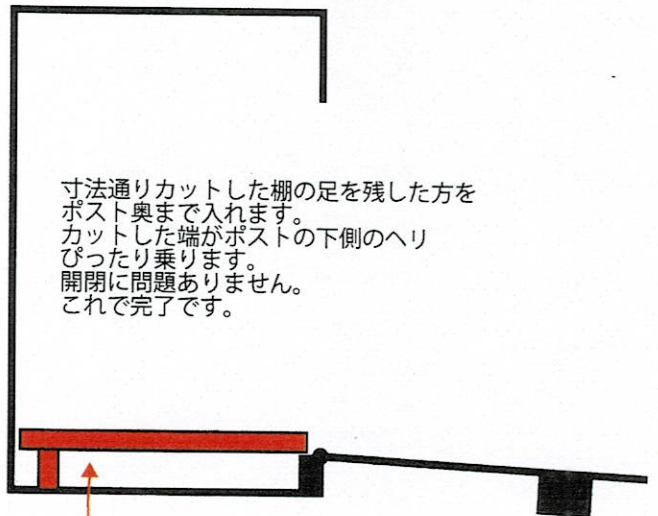 寸法通りカットした棚の足を残した方を
ポスト奥まで入れます。
カットした端がポストの下側のヘリ
ぴったり乗ります。
開閉に問題ありません。
これで完了です。